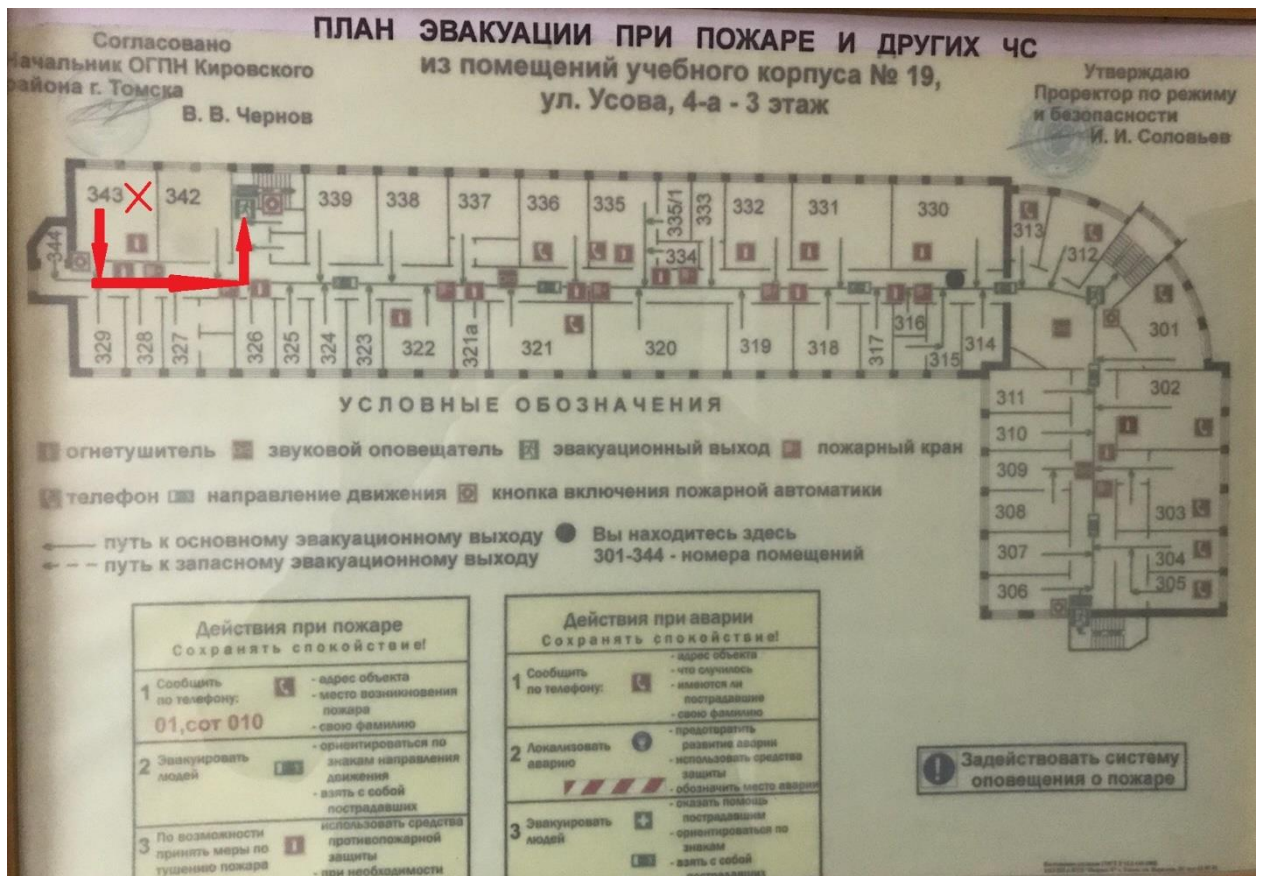 ПЛАН ЭВАКУАЦИИ ПРИ ПОЖАРЕ И ДРУГИХ ЧС
из помещений учебного корпуса № 19,
ул. Усова, 4-а - 3 этаж
Согласовано
Начальник ОГПН Кировского
района г. Томска
В. В. Чернов
Утверждаю
Проректор по режиму
и безопасности
И. И. Соловьев
343 342 339 338 337 336 335 335/1 333 332 331 330 313
312
344 334
301
329 328 327 326 325 324 323 322 321а 321 320 319 318 317 316 315 314
311 302
310
309
308 303
307 304
306 305
УСЛОВНЫЕ ОБОЗНАЧЕНИЯ
огнетушитель звуковой оповещатель эвакуационный выход пожарный кран
телефон направление движения кнопка включения пожарной автоматики
путь к основному эвакуационному выходу Вы находитесь здесь
путь к запасному эвакуационному выходу 301-344 - номера помещений
Действия при пожаре
Сохранять спокойствие!
1 Сообщить
по телефону:
01,сот 010
- адрес объекта
- место возникновения
пожара
- свою фамилию
2 Эвакуировать
людей
- ориентироваться по
знакам направления
движения
- взять с собой
пострадавших
3 По возможности
принять меры по
тушению пожара
- использовать средства
противопожарной
защиты
- при необходимости
Действия при аварии
Сохранять спокойствие!
1 Сообщить
по телефону:
- адрес объекта
- что случилось
- имеются ли
пострадавшие
- свою фамилию
2 Локализовать
аварию
- предотвратить
развитие аварии
- использовать средства
защиты
- обозначить место аварии
3 Эвакуировать
людей
- оказать помощь
пострадавшим
- ориентироваться по
знакам
- взять с собой
пострадавших
Задействовать систему
оповещения о пожаре